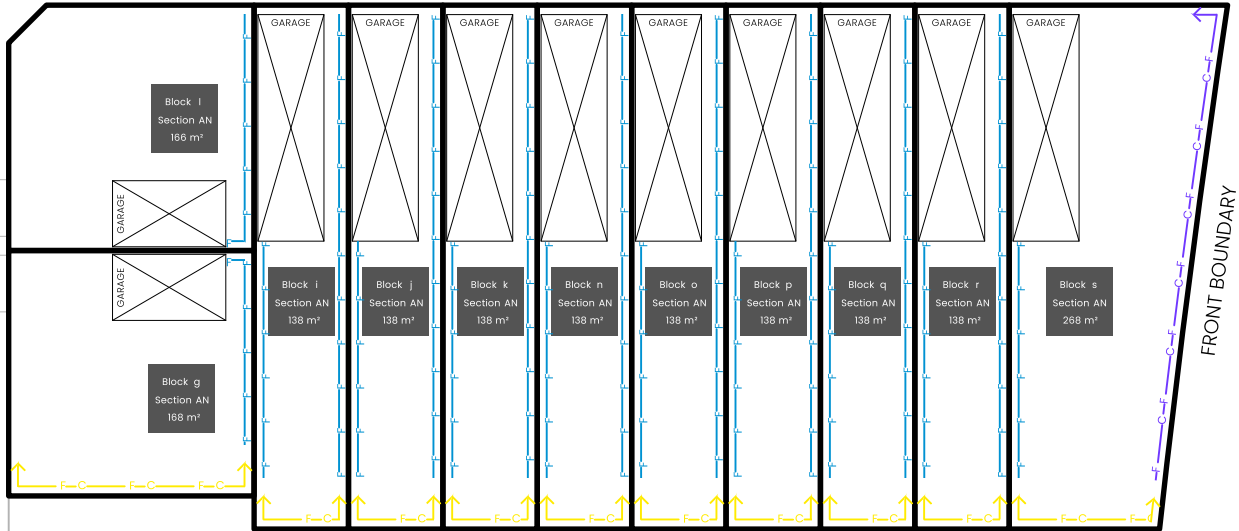 GARAGE
GARAGE
GARAGE
GARAGE
GARAGE
GARAGE
GARAGE
GARAGE
GARAGE
Block l
Section AN
166 m²
GARAGE
GARAGE
Block i
Section AN
138 m²
Block j
Section AN
138 m²
Block k
Section AN
138 m²
Block n
Section AN
138 m²
Block o
Section AN
138 m²
Block p
Section AN
138 m²
Block q
Section AN
138 m²
Block r
Section AN
138 m²
Block s
Section AN
268 m²
FRONT BOUNDARY
Block g
Section AN
168 m²
F C F C F C
F C
F C
F C
F C
F C
F C
F C
F C
F C F